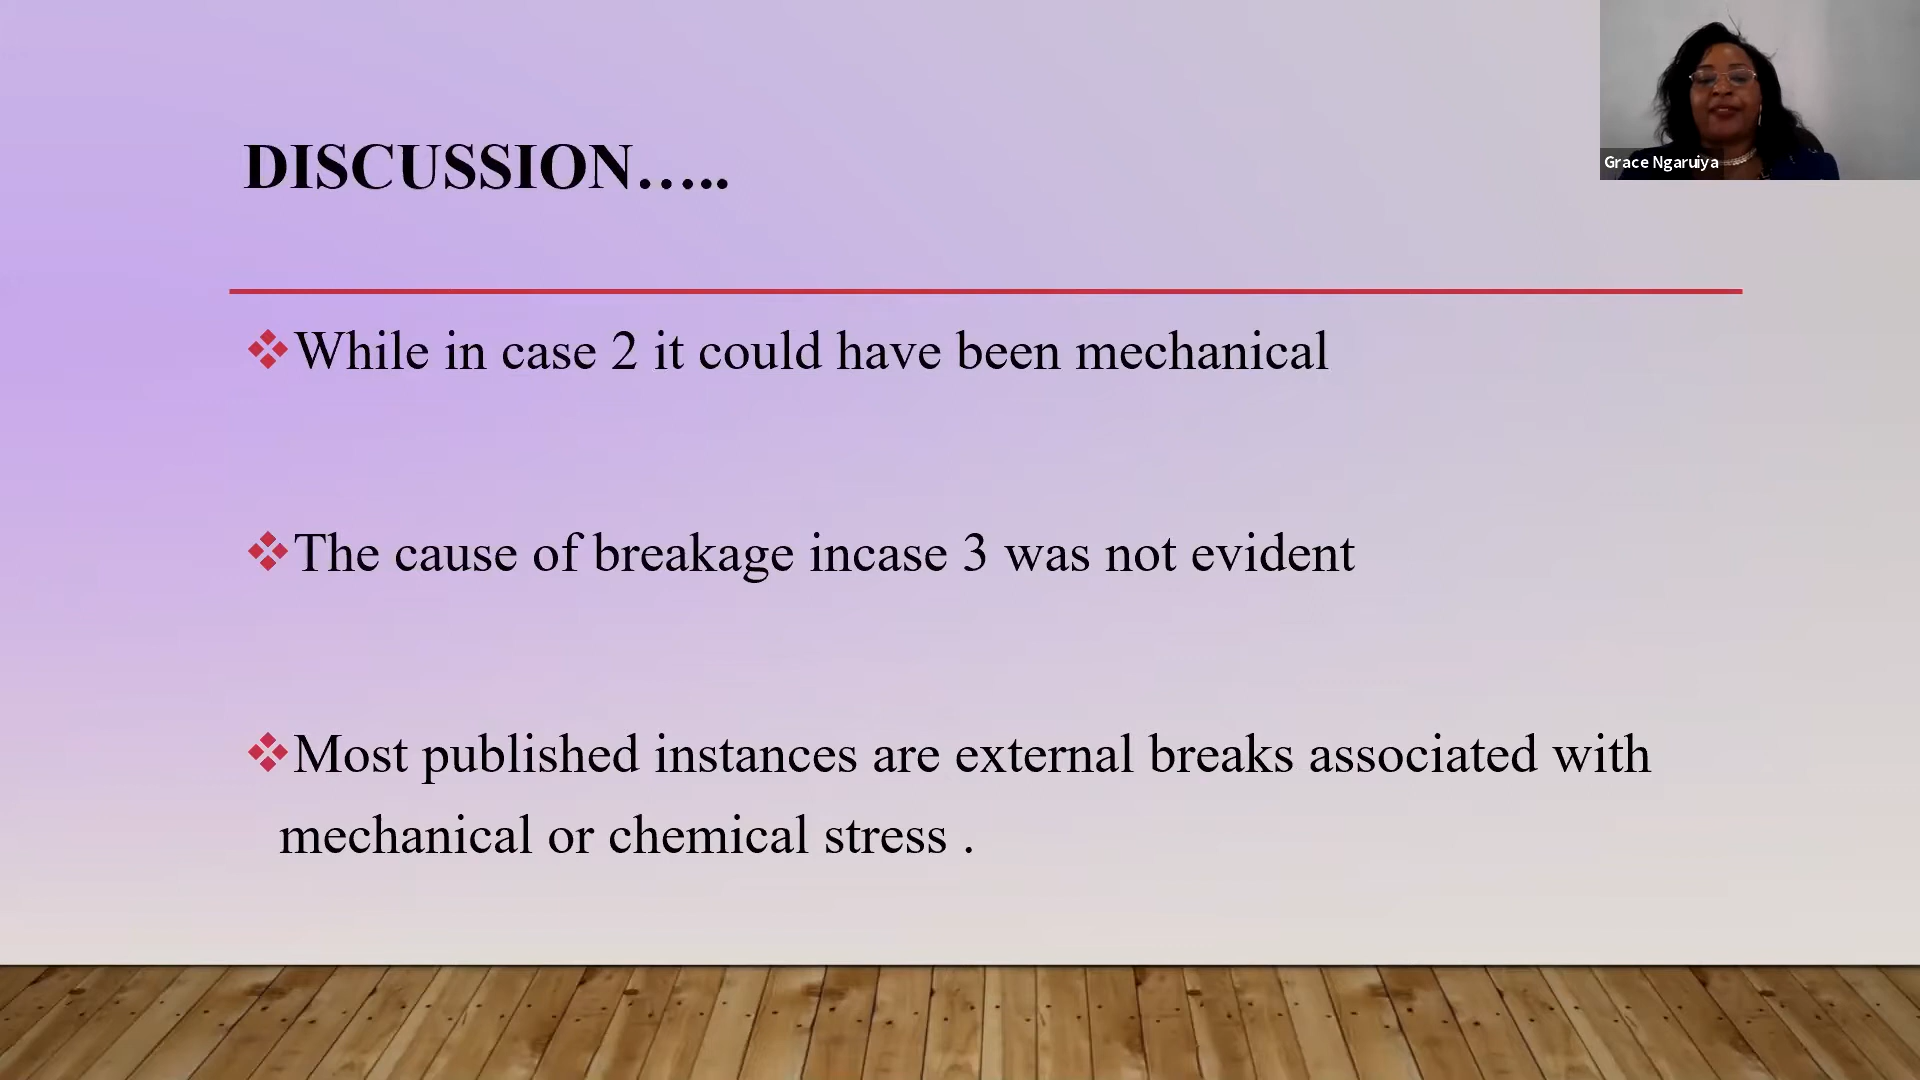 DISCUSSION…..
Grace Ngaruiya
While in case 2 it could have been mechanical
The cause of breakage incase 3 was not evident
Most published instances are external breaks associated with
mechanical or chemical stress .